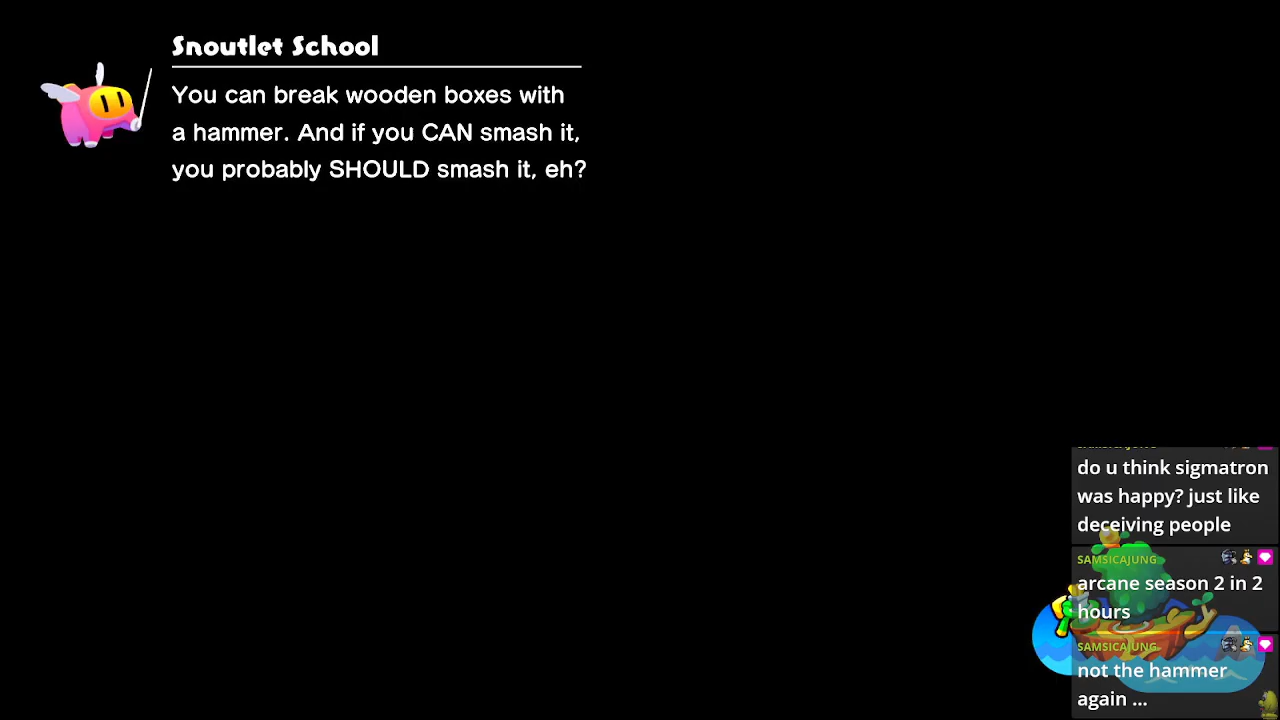 Snoutlet School
You can break wooden boxes with
a hammer. And if you CAN smash it,
you probably SHOULD smash it, eh?
do u think sigmatron
was happy? just like
deceiving people
SAMSICAJUNG
arcane season 2 in 2
hours
SAMSICAJUNG
not the hammer
again ...